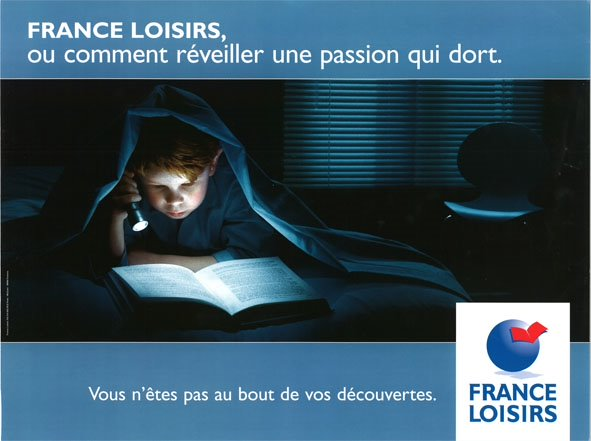 FRANCE LOISIRS,
ou comment réveiller une passion qui dort.
Vous n'êtes pas au bout de vos découvertes.
FRANCE
LOISIRS